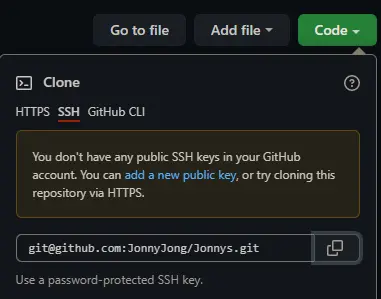 Go to file Add file Code
Clone
HTTPS SSH GitHub CLI
You don't have any public SSH keys in your GitHub
account. You can add a new public key, or try cloning this
repository via HTTPS.
git@github.com:JonnyJong/Jonnys.git
Use a password-protected SSH key.